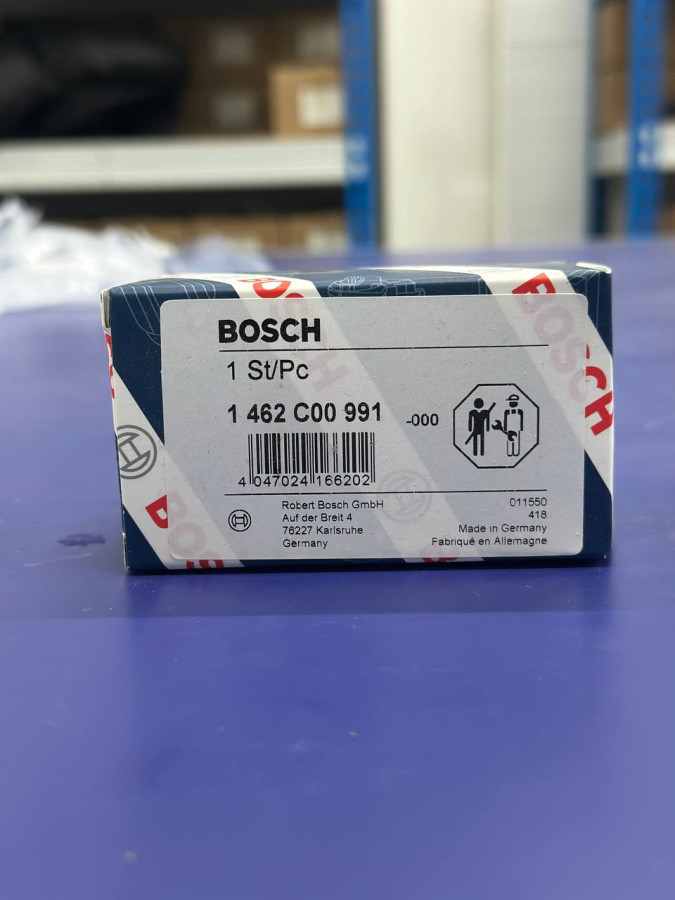 BOSCH
1 St/Pc
1 462 C00 991 -000
4 047024 166202
Robert Bosch GmbH
Auf der Breit 4
76227 Karlsruhe
Germany
011550
418
Made in Germany
Fabriqué en Allemagne
BOSCH
BOSCH